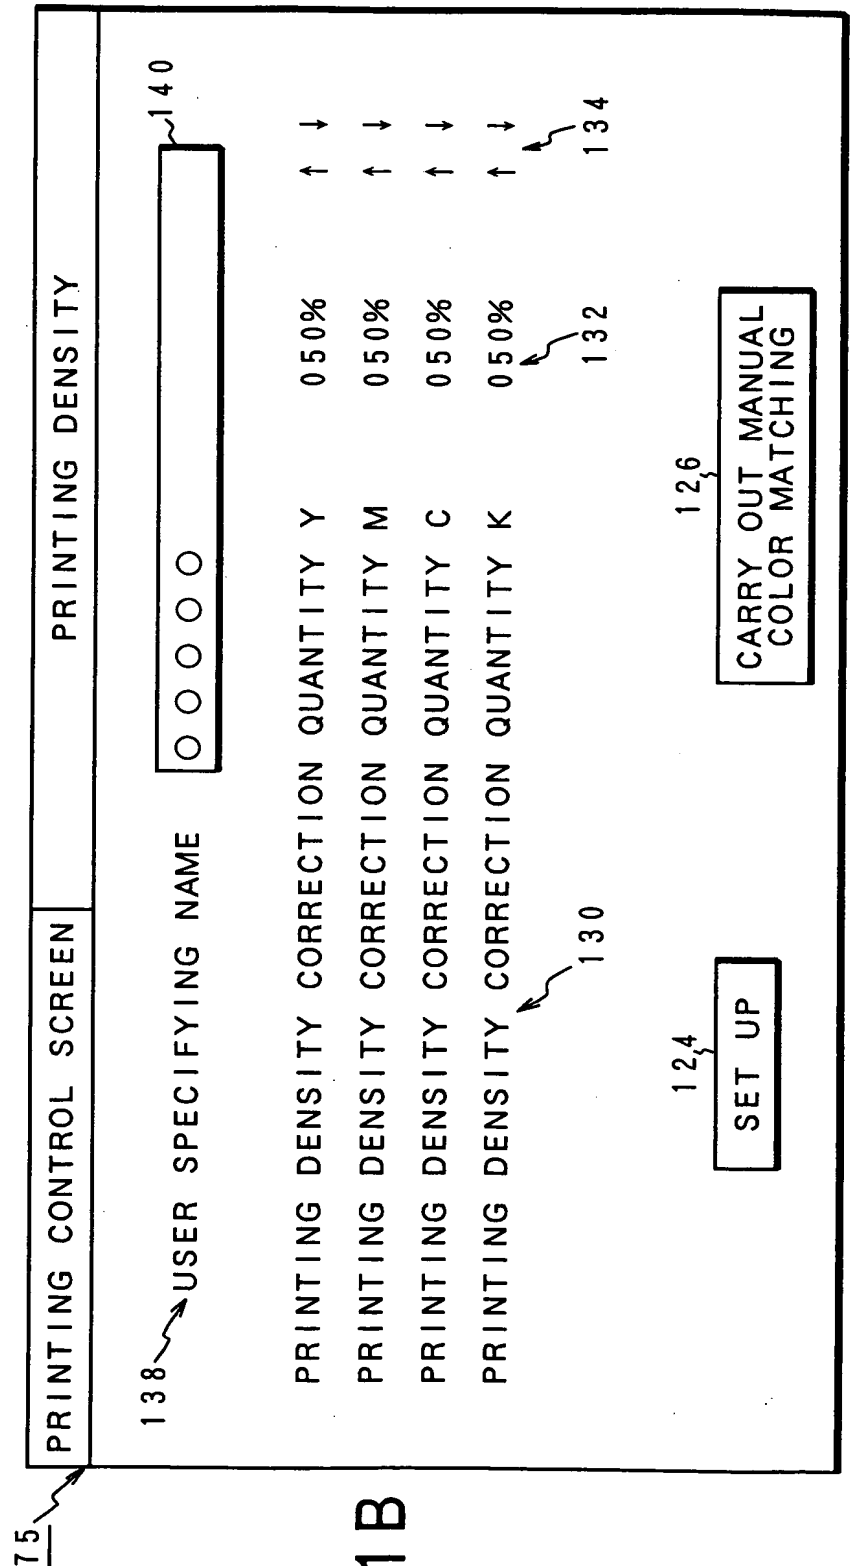 75
PRINTING CONTROL SCREEN
PRINTING DENSITY
138
USER SPECIFYING NAME
○○○○○
140
PRINTING DENSITY CORRECTION QUANTITY Y 050% ↑ ↓
PRINTING DENSITY CORRECTION QUANTITY M 050% ↑ ↓
PRINTING DENSITY CORRECTION QUANTITY C 050% ↑ ↓
PRINTING DENSITY CORRECTION QUANTITY K 050% ↑ ↓
130
132
134
124
SET UP
126
CARRY OUT MANUAL
COLOR MATCHING
1B